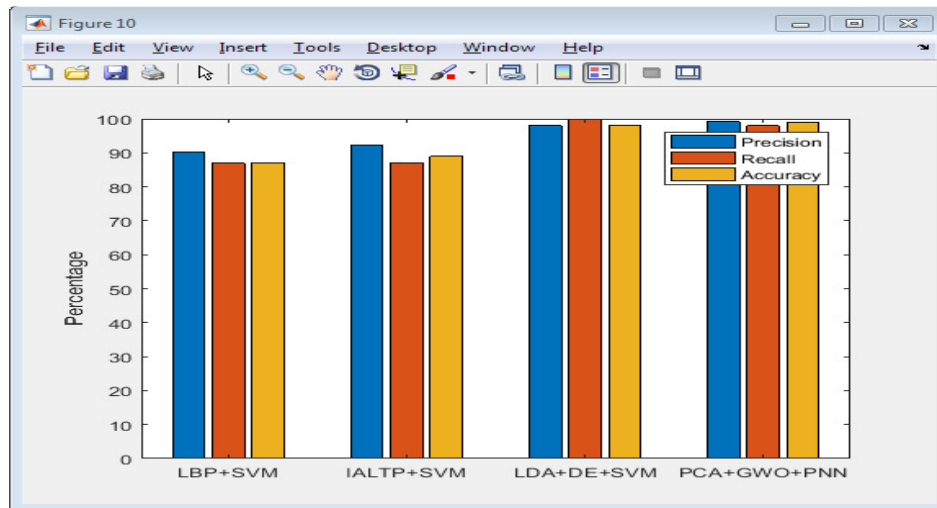 Figure 10
File Edit View Insert Tools Desktop Window Help
100
90
80
70
60
50
40
30
20
10
0
Percentage
Precision
Recall
Accuracy
LBP+SVM IALTP+SVM LDA+DE+SVM PCA+GWO+PNN